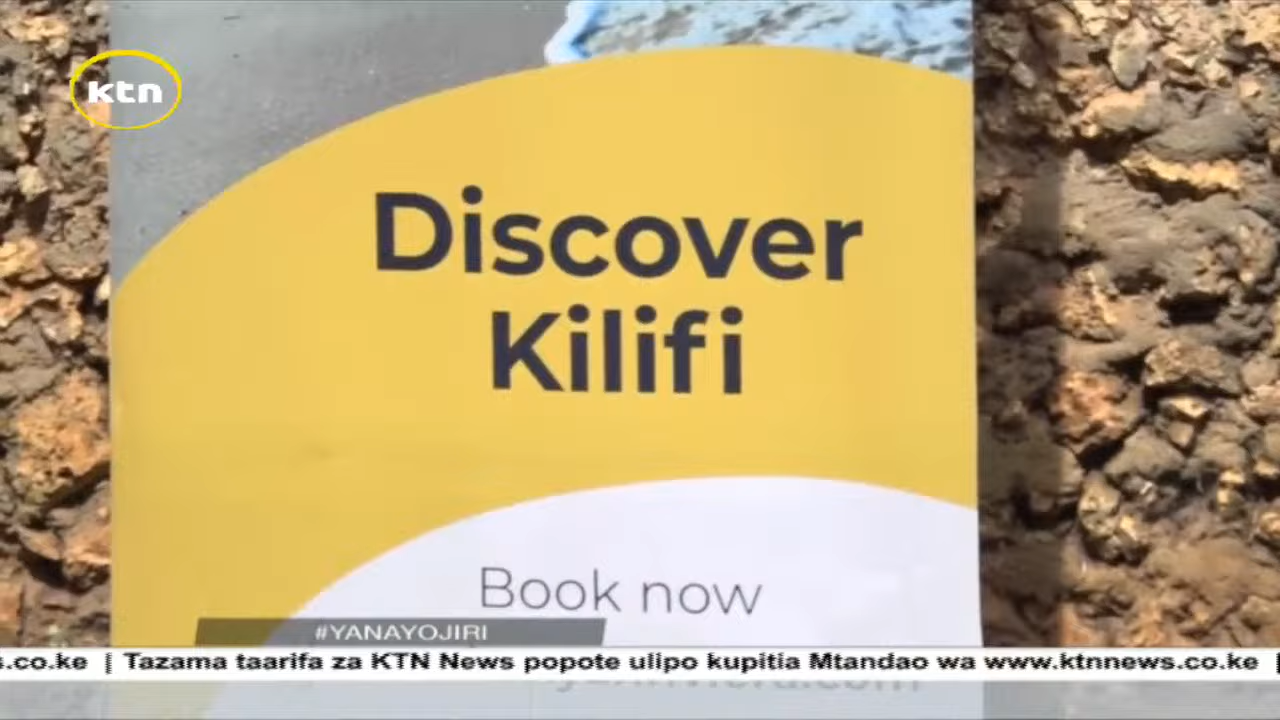 ktn
Discover
Kilifi
Book now
#YANAYOJIRI
s.co.ke | Tazama taarifa za KTN News popote ulipo kupitia Mtandao wa www.ktnnews.co.ke |